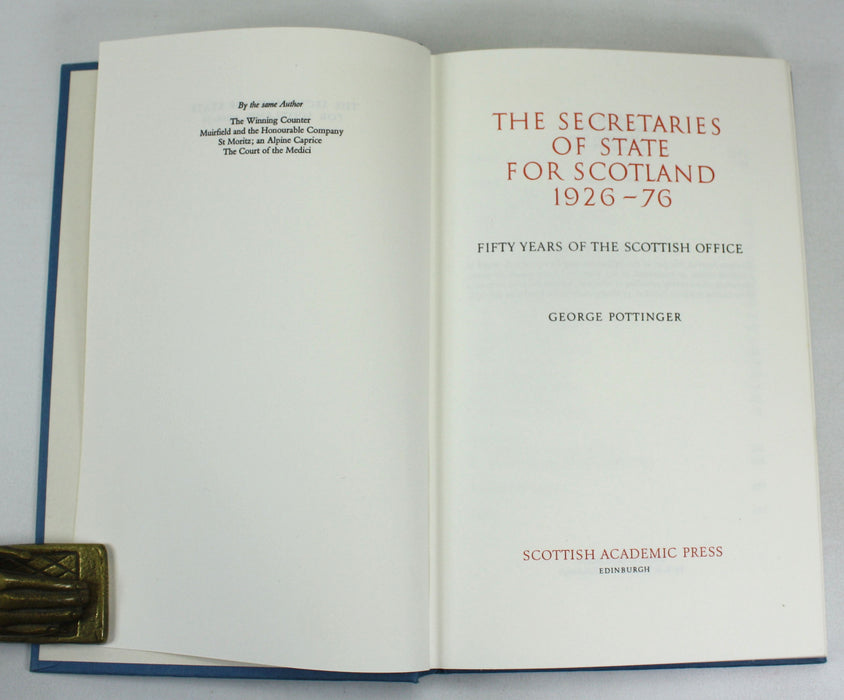 By the same Author
The Winning Counter
Muirfield and the Honourable Company
St Moritz; an Alpine Caprice
The Court of the Medici
THE SECRETARIES
OF STATE
FOR SCOTLAND
1926–76
FIFTY YEARS OF THE SCOTTISH OFFICE
GEORGE POTTINGER
SCOTTISH ACADEMIC PRESS
EDINBURGH